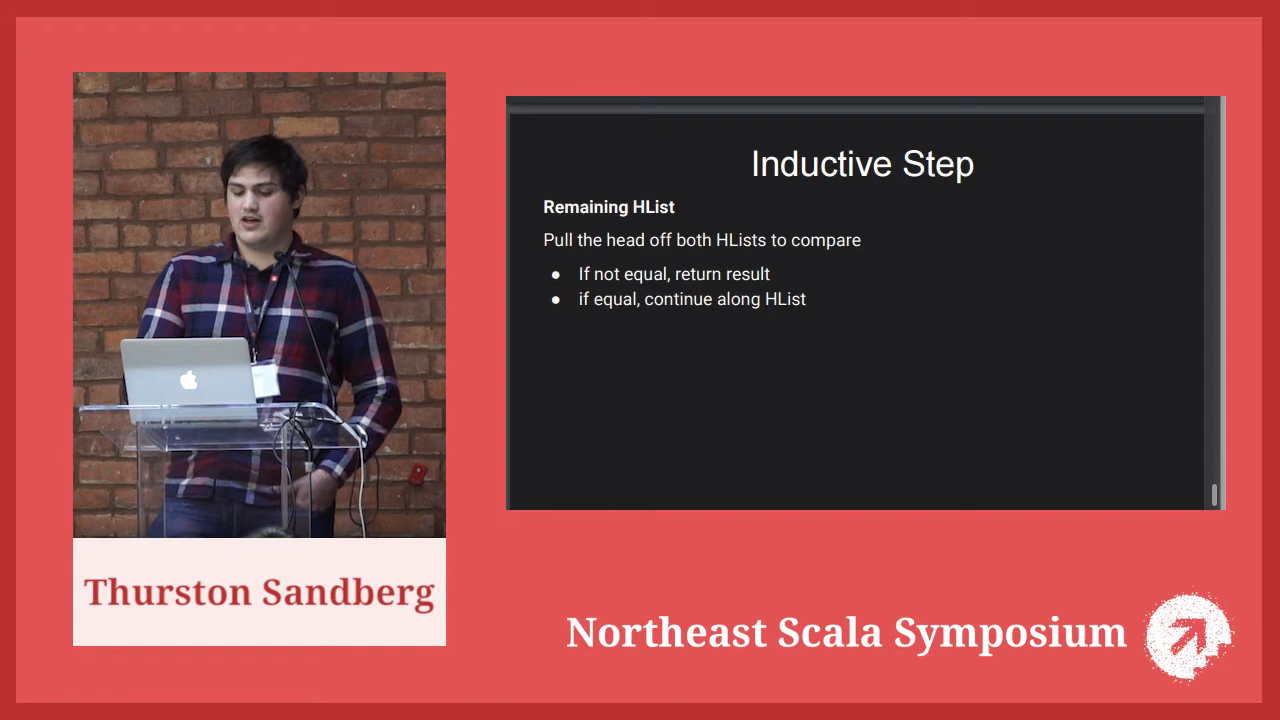 Inductive Step
Remaining HList
Pull the head off both HLists to compare
● If not equal, return result
● if equal, continue along HList
Thurston Sandberg
Northeast Scala Symposium